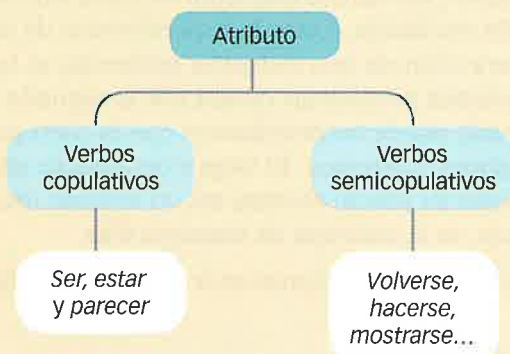 Atributo
Verbos
copulativos
Verbos
semicopulativos
Ser, estar
y parecer
Volverse,
hacerse,
mostrarse...